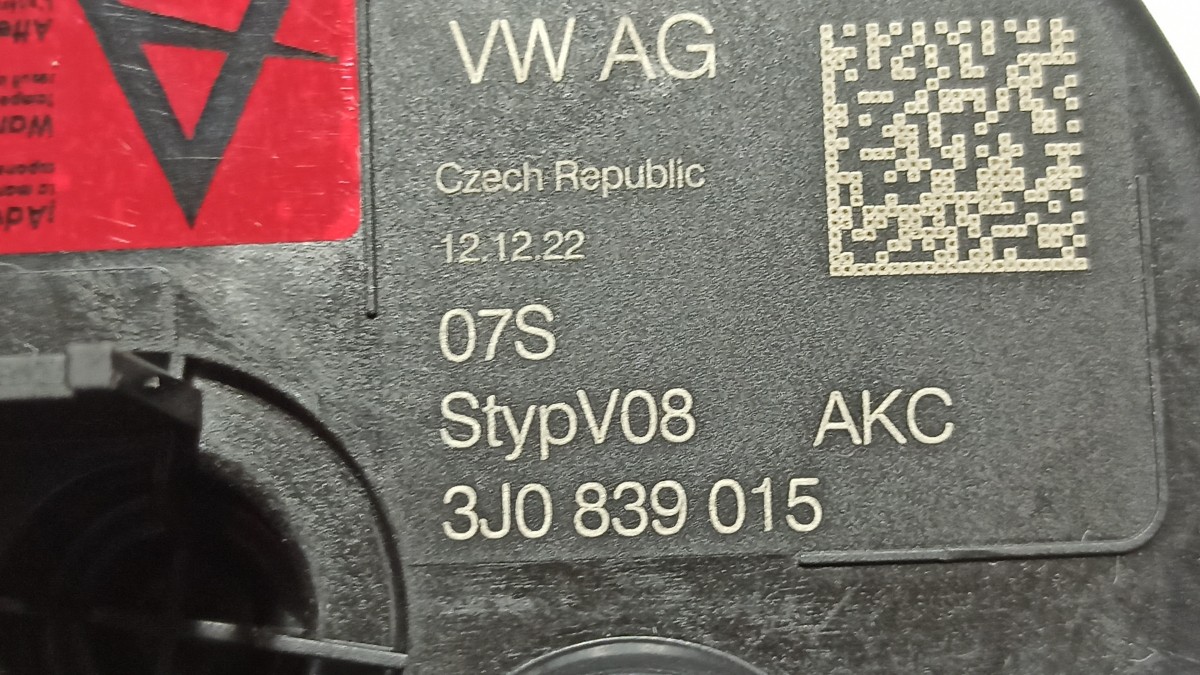 VW AG
Czech Republic
12.12.22
07S
StypV08 AKC
3J0 839 015